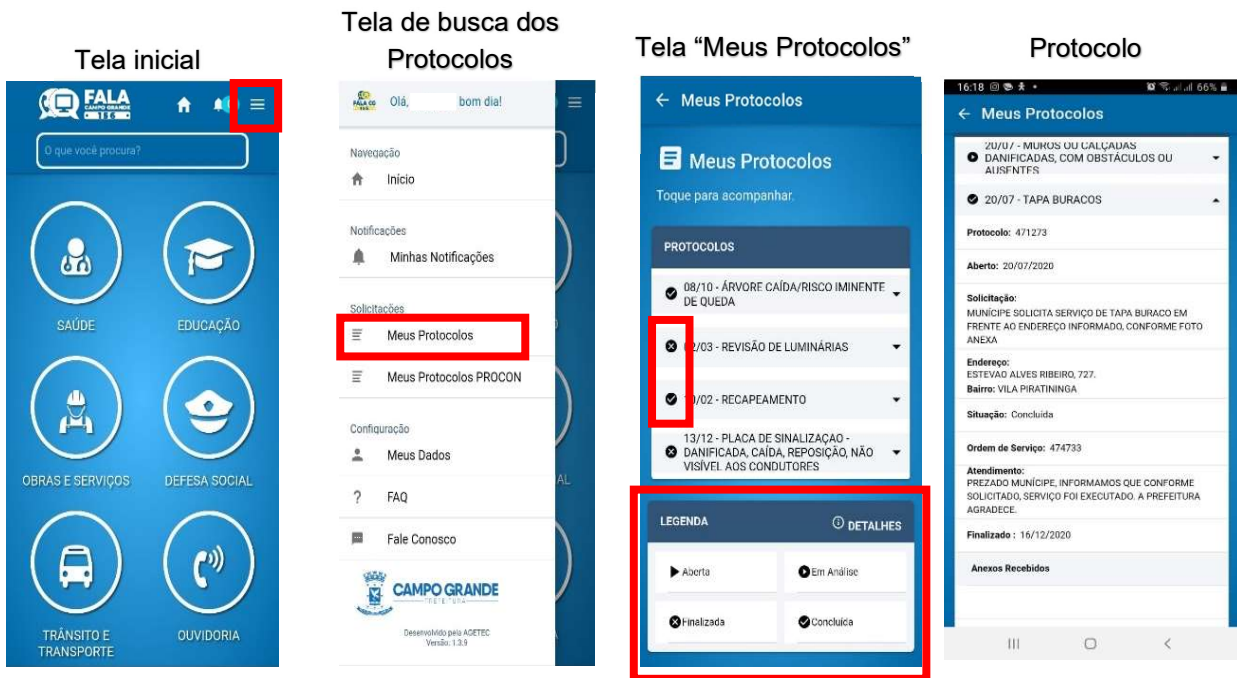 Tela inicial
FALA
CAMPO GRANDE
156
O que você procura?
SAÚDE
EDUCAÇÃO
OBRAS E SERVIÇOS
DEFESA SOCIAL
TRÂNSITO E
TRANSPORTE
OUVIDORIA
Tela de busca dos
Protocolos
Olá, bom dia!
Navegação
Início
Notificações
Minhas Notificações
Solicitações
Meus Protocolos
Meus Protocolos PROCON
Configuração
Meus Dados
? FAQ
Fale Conosco
CAMPO GRANDE
PREFEITURA
Desenvolvido pela AGETEC
Versão: 1.3.9
AL
Tela “Meus Protocolos”
← Meus Protocolos
Meus Protocolos
Toque para acompanhar.
PROTOCOLOS
08/10 - ÁRVORE CAÍDA/RISCO IMINENTE
DE QUEDA
02/03 - REVISÃO DE LUMINÁRIAS
/02 - RECAPEAMENTO
13/12 - PLACA DE SINALIZAÇAO -
DANIFICADA, CAÍDA, REPOSIÇÃO, NÃO
VISÍVEL AOS CONDUTORES
LEGENDA
DETALHES
Aberta
Em Análise
Finalizada
Concluída
Protocolo
16:18
66%
← Meus Protocolos
20/07 - MUROS OU CALÇADAS
DANIFICADAS, COM OBSTÁCULOS OU
AUSENTES
20/07 - TAPA BURACOS
Protocolo: 471273
Aberto: 20/07/2020
Solicitação:
MUNÍCIPE SOLICITA SERVIÇO DE TAPA BURACO EM
FRENTE AO ENDEREÇO INFORMADO, CONFORME FOTO
ANEXA
Endereço:
ESTEVAO ALVES RIBEIRO, 727.
Bairro: VILA PIRATININGA
Situação: Concluída
Ordem de Serviço: 474733
Atendimento:
PREZADO MUNÍCIPE, INFORMAMOS QUE CONFORME
SOLICITADO, SERVIÇO FOI EXECUTADO. A PREFEITURA
AGRADECE.
Finalizado : 16/12/2020
Anexos Recebidos